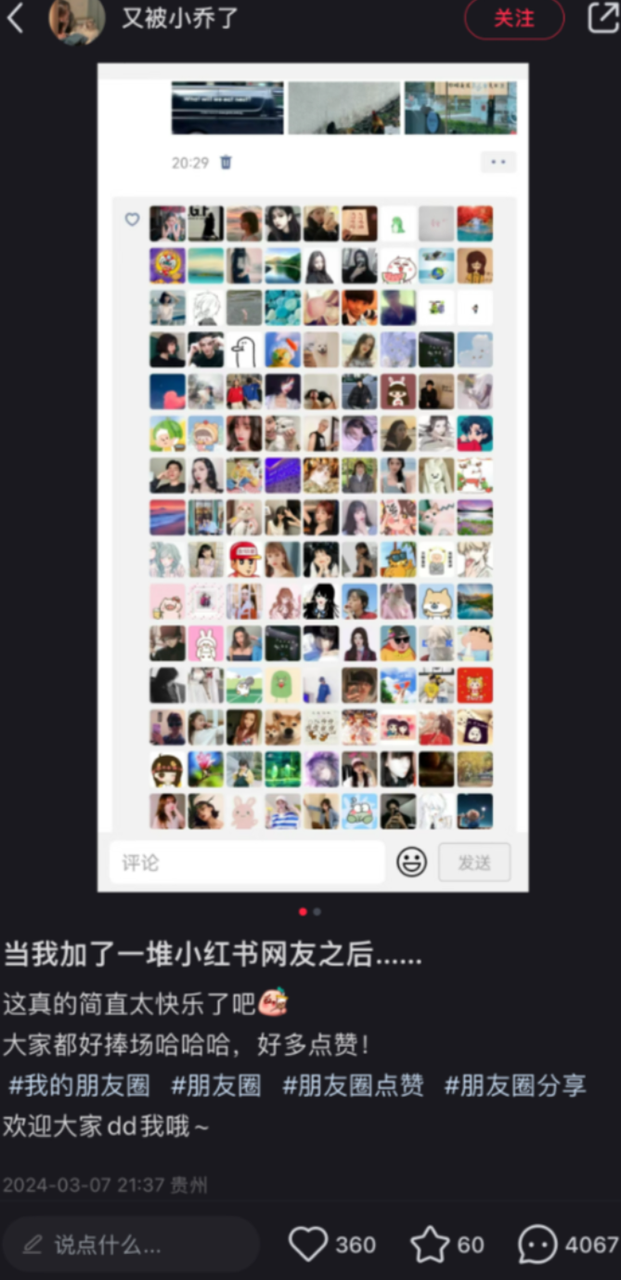 又被小乔了
关注
20:29
评论
发送
当我加了一堆小红书网友之后......
这真的简直太快乐了吧
大家都好捧场哈哈哈，好多点赞！
#我的朋友圈 #朋友圈 #朋友圈点赞 #朋友圈分享
欢迎大家dd我哦~
2024-03-07 21:37 贵州
说点什么...
360
60
4067